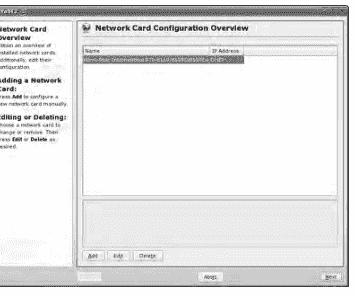 Network Card Configuration Overview
Network Card
Overview
Obtain an overview of
installed network cards.
Additionally, edit their
configuration.
Adding a Network
Card:
Press Add to configure a
new network card manually.
Editing or Deleting:
Choose a network card to
change or remove. Then
press Edit or Delete as
desired.
Name
IP Address
DHCP
Add
Edit
Delete
Abort
Next